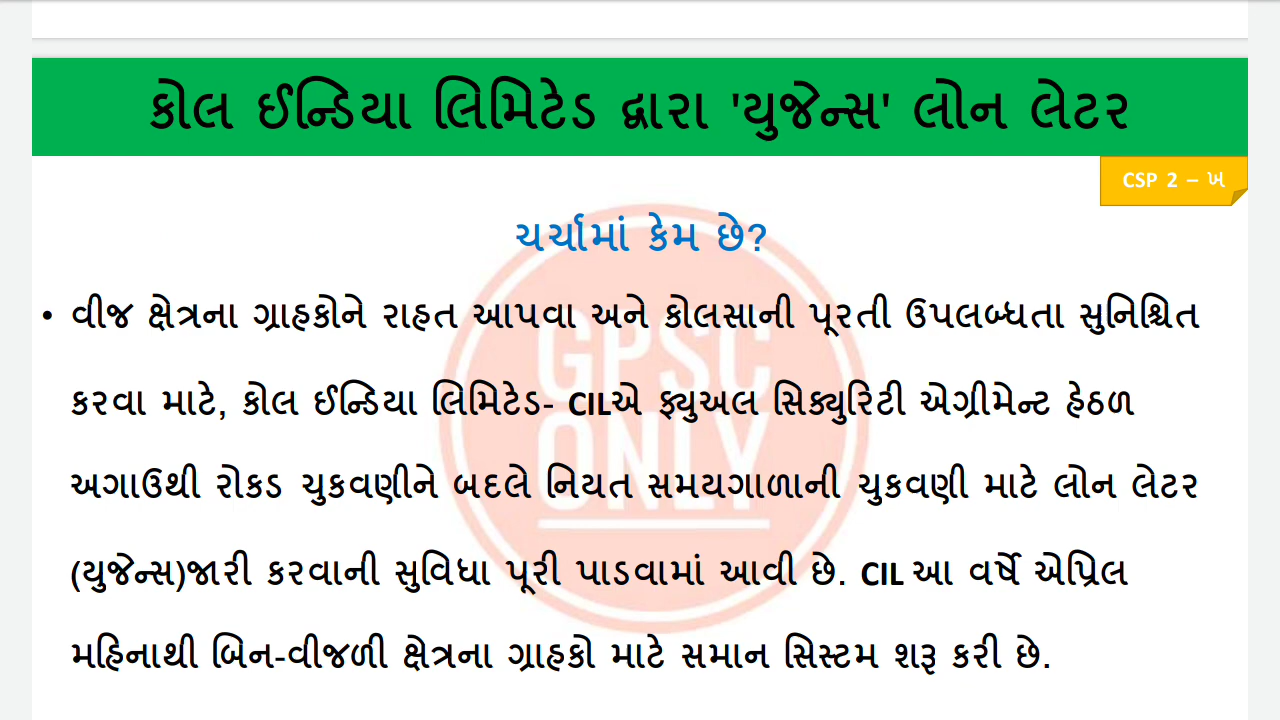 કોલ ઈન્ડિયા લિમિટેડ દ્વારા 'યુજેન્સ' લોન લેટર
CSP 2 – ખ
ચર્ચામાં કેમ છે?
• વીજ ક્ષેત્રના ગ્રાહકોને રાહત આપવા અને કોલસાની પૂરતી ઉપલબ્ધતા સુનિશ્ચિત
કરવા માટે, કોલ ઈન્ડિયા લિમિટેડ- CILએ ફ્યુઅલ સિક્યુરિટી એગ્રીમેન્ટ હેઠળ
અગાઉથી રોકડ ચુકવણીને બદલે નિયત સમયગાળાની ચુકવણી માટે લોન લેટર
(યુજેન્સ)જારી કરવાની સુવિધા પૂરી પાડવામાં આવી છે. CIL આ વર્ષે એપ્રિલ
મહિનાથી બિન-વીજળી ક્ષેત્રના ગ્રાહકો માટે સમાન સિસ્ટમ શરૂ કરી છે.
GPSC
ONLY